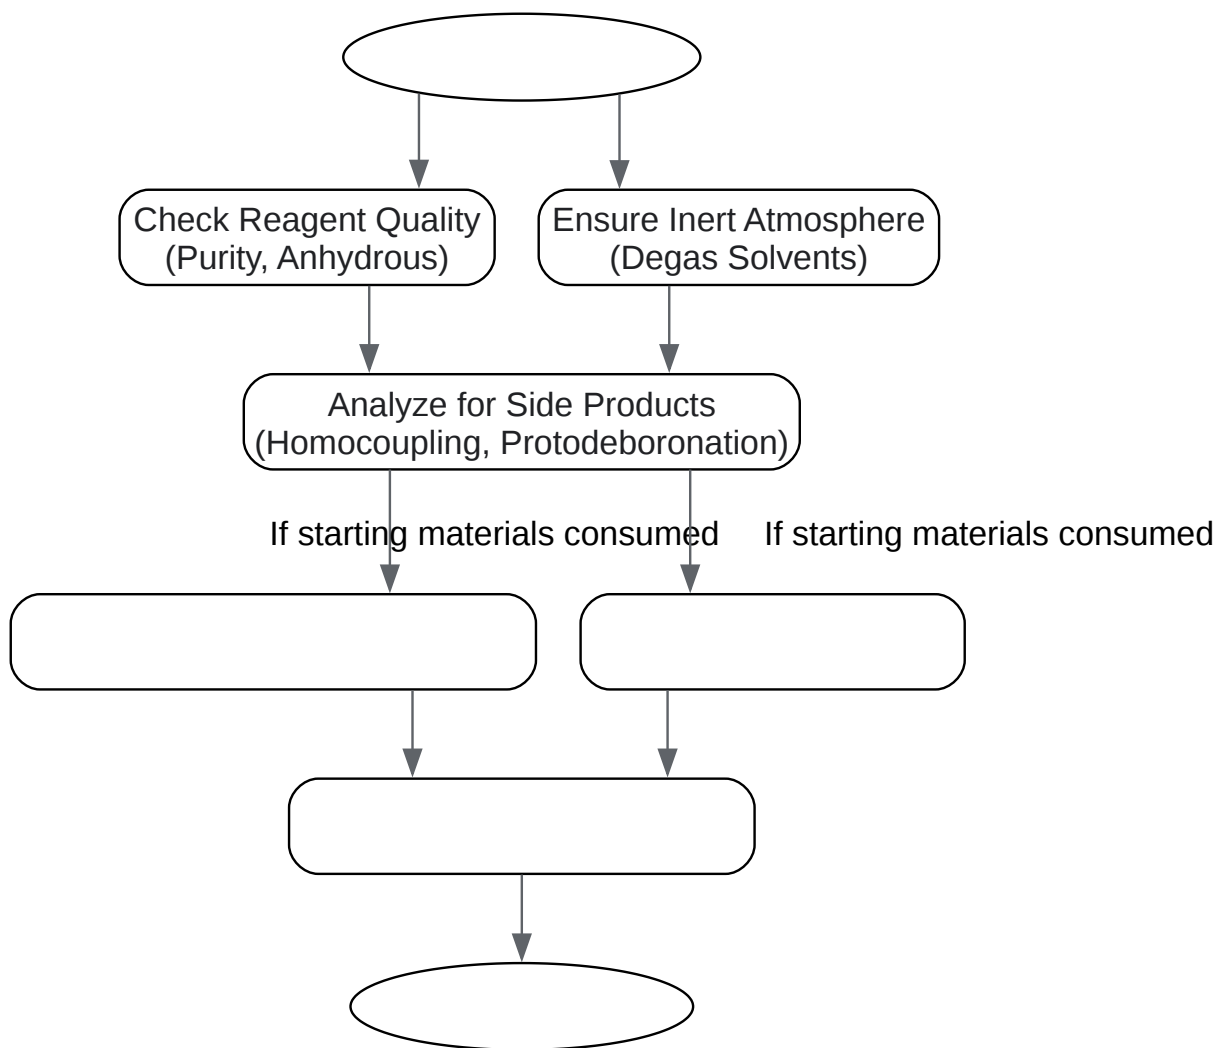 Check Reagent Quality
(Purity, Anhydrous)
Ensure Inert Atmosphere
(Degas Solvents)
Analyze for Side Products
(Homocoupling, Protodeboronation)
If starting materials consumed
If starting materials consumed